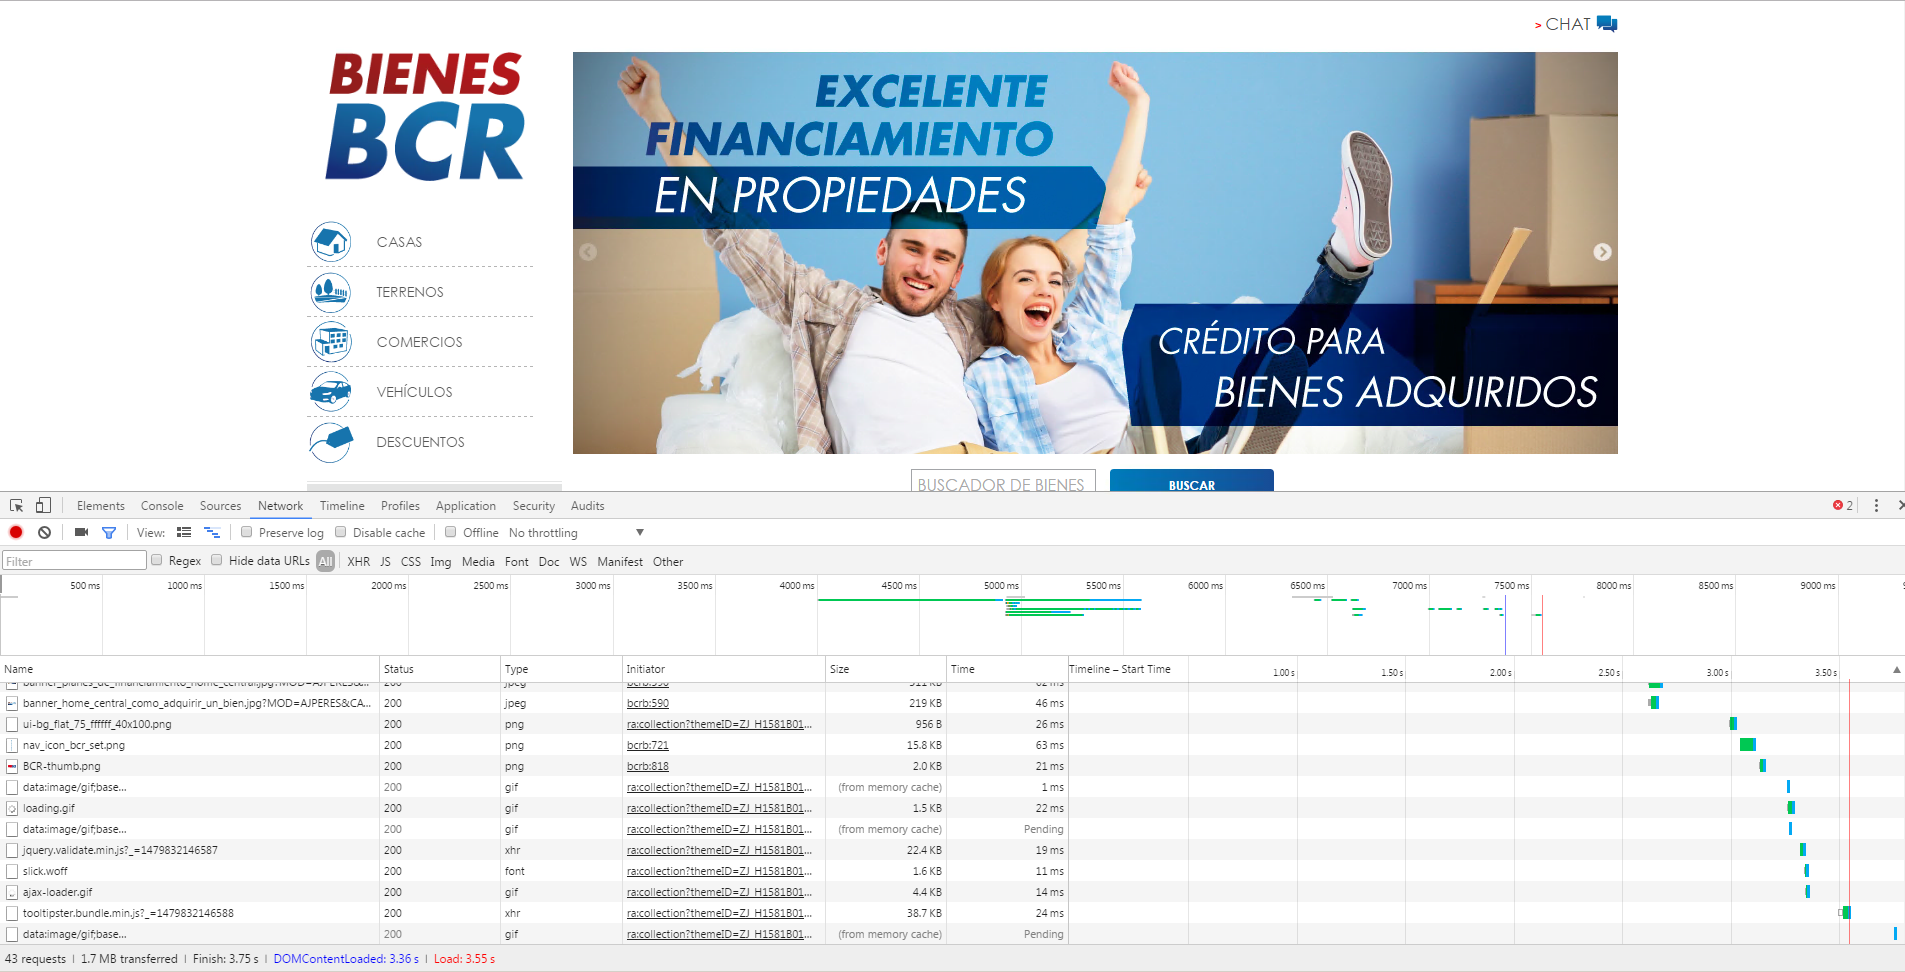 > CHAT
BIENES
BCR
EXCELENTE
FINANCIAMIENTO
EN PROPIEDADES
CRÉDITO PARA
BIENES ADQUIRIDOS
CASAS
TERRENOS
COMERCIOS
VEHÍCULOS
DESCUENTOS
BUSCADOR DE BIENES BUSCAR
Elements Console Sources Network Timeline Profiles Application Security Audits 2
View: Preserve log Disable cache Offline No throttling
Filter Regex Hide data URLs All XHR JS CSS Img Media Font Doc WS Manifest Other
500 ms 1000 ms 1500 ms 2000 ms 2500 ms 3000 ms 3500 ms 4000 ms 4500 ms 5000 ms 5500 ms 6000 ms 6500 ms 7000 ms 7500 ms 8000 ms 8500 ms 9000 ms
Name Status Type Initiator Size Time Timeline – Start Time 1.00 s 1.50 s 2.00 s 2.50 s 3.00 s 3.50 s
banner_planes_de_financiamiento_home_central.jpg?MOD=AJPERES&... 200 jpeg bcrb:590 511 KB 62 ms
banner_home_central_como_adquirir_un_bien.jpg?MOD=AJPERES&CA... 200 jpeg bcrb:590 219 KB 46 ms
ui-bg_flat_75_ffffff_40x100.png 200 png ra:collection?themeID=ZJ_H1581B01... 956 B 26 ms
nav_icon_bcr_set.png 200 png bcrb:721 15.8 KB 63 ms
BCR-thumb.png 200 png bcrb:818 2.0 KB 21 ms
data:image/gif;base... 200 gif ra:collection?themeID=ZJ_H1581B01... (from memory cache) 1 ms
loading.gif 200 gif ra:collection?themeID=ZJ_H1581B01... 1.5 KB 22 ms
data:image/gif;base... 200 gif ra:collection?themeID=ZJ_H1581B01... (from memory cache) Pending
jquery.validate.min.js?_=1479832146587 200 xhr ra:collection?themeID=ZJ_H1581B01... 22.4 KB 19 ms
slick.woff 200 font ra:collection?themeID=ZJ_H1581B01... 1.6 KB 11 ms
ajax-loader.gif 200 gif ra:collection?themeID=ZJ_H1581B01... 4.4 KB 14 ms
tooltipster.bundle.min.js?_=1479832146588 200 xhr ra:collection?themeID=ZJ_H1581B01... 38.7 KB 24 ms
data:image/gif;base... 200 gif ra:collection?themeID=ZJ_H1581B01... (from memory cache) Pending
43 requests | 1.7 MB transferred | Finish: 3.75 s | DOMContentLoaded: 3.36 s | Load: 3.55 s